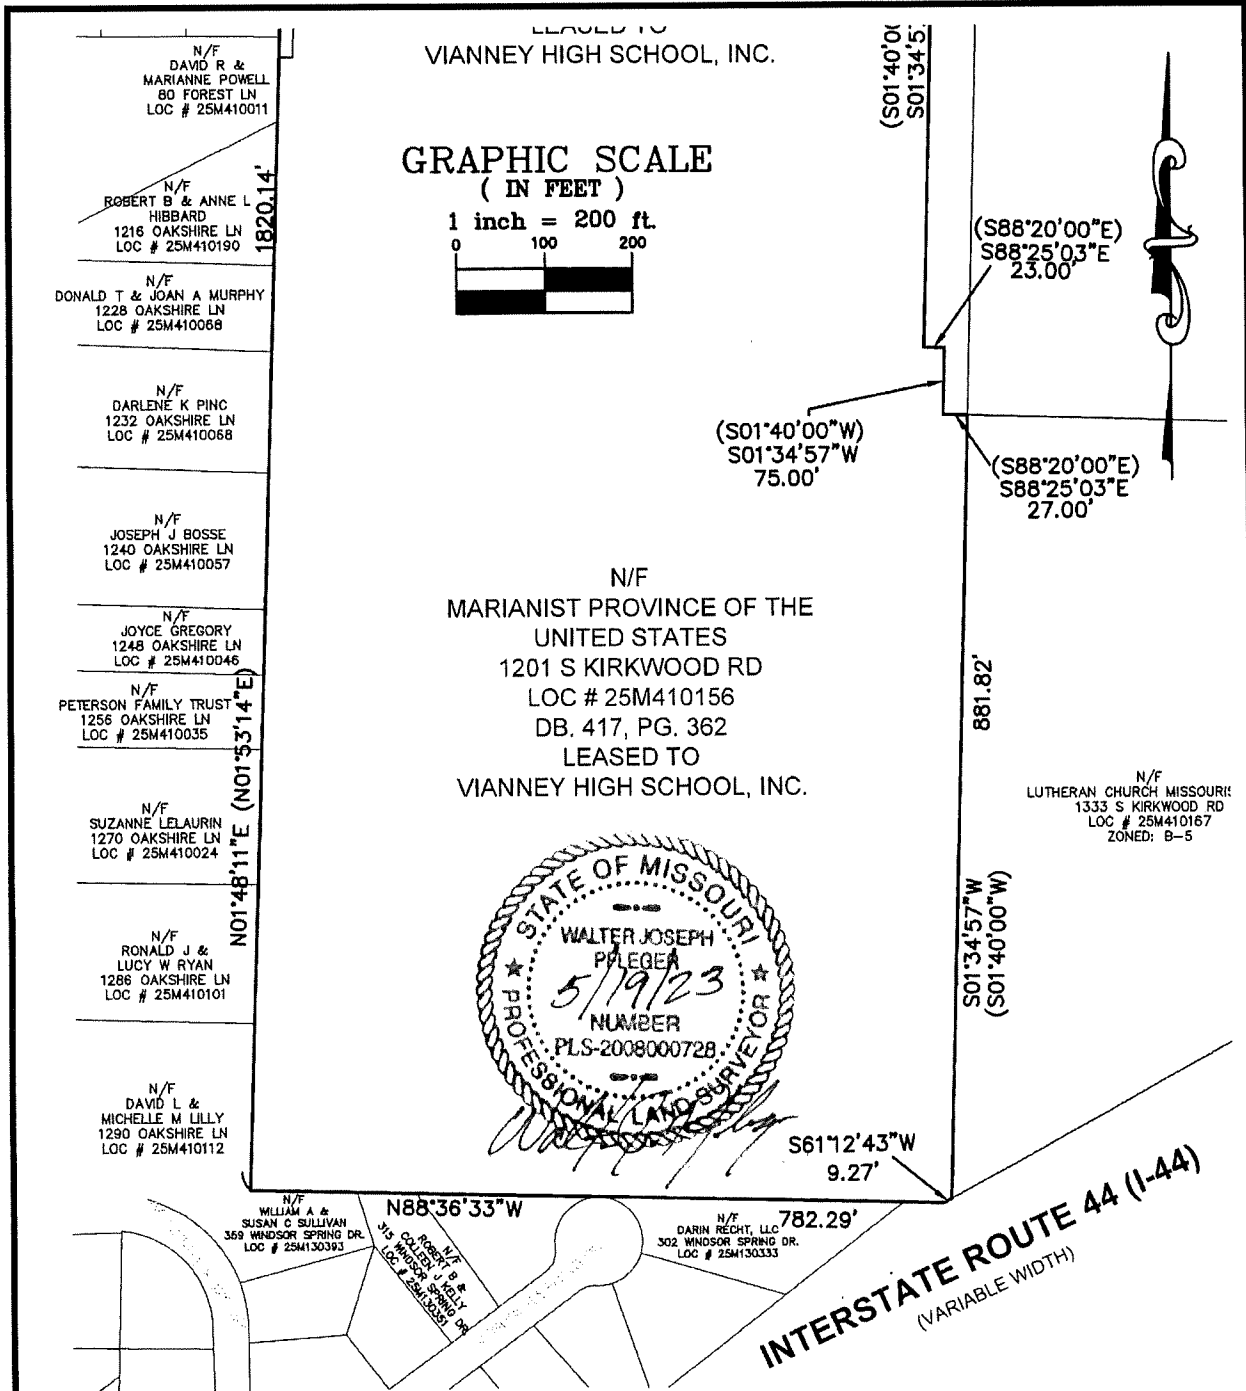 LEASED TO
VIANNEY HIGH SCHOOL, INC.
(S01°40'00
S01°34'5
N/F
DAVID R &
MARIANNE POWELL
80 FOREST LN
LOC # 25M410011
1820.14'
GRAPHIC SCALE
( IN FEET )
1 inch = 200 ft.
0 100 200
N/F
ROBERT B & ANNE L
HIBBARD
1216 OAKSHIRE LN
LOC # 25M410190
(S88°20'00"E)
S88°25'03"E
23.00'
N/F
DONALD T & JOAN A MURPHY
1228 OAKSHIRE LN
LOC # 25M410068
N/F
DARLENE K PING
1232 OAKSHIRE LN
LOC # 25M410068
(S01°40'00"W)
S01°34'57"W
75.00'
(S88°20'00"E)
S88°25'03"E
27.00'
N/F
JOSEPH J BOSSE
1240 OAKSHIRE LN
LOC # 25M410057
N/F
MARIANIST PROVINCE OF THE
UNITED STATES
1201 S KIRKWOOD RD
LOC # 25M410156
DB. 417, PG. 362
LEASED TO
VIANNEY HIGH SCHOOL, INC.
N/F
JOYCE GREGORY
1248 OAKSHIRE LN
LOC # 25M410046
N/F
PETERSON FAMILY TRUST
1256 OAKSHIRE LN
LOC # 25M410035
N01°48'11"E (N01°53'14"E)
881.82'
N/F
LUTHERAN CHURCH MISSOURI
1333 S KIRKWOOD RD
LOC # 25M410167
ZONED: B-5
N/F
SUZANNE LELAURIN
1270 OAKSHIRE LN
LOC # 25M410024
STATE OF MISSOURI
WALTER JOSEPH
PFLEGER
5/19/23
NUMBER
PLS-2008000728
PROFESSIONAL LAND SURVEYOR
S01°34'57"W
(S01°40'00"W)
N/F
RONALD J &
LUCY W RYAN
1286 OAKSHIRE LN
LOC # 25M410101
N/F
DAVID L &
MICHELLE M LILLY
1290 OAKSHIRE LN
LOC # 25M410112
S61°12'43"W
9.27'
N88°36'33"W
782.29'
N/F
WILLIAM A &
SUSAN C SULLIVAN
359 WINDSOR SPRING DR.
LOC # 25M130393
N/F
ROBERT B &
COLLEEN J KELLY
315 WINDSOR SPRING DR
LOC # 25M130351
N/F
DARIN RECHT, LLC
302 WINDSOR SPRING DR.
LOC # 25M130333
INTERSTATE ROUTE 44 (I-44)
(VARIABLE WIDTH)